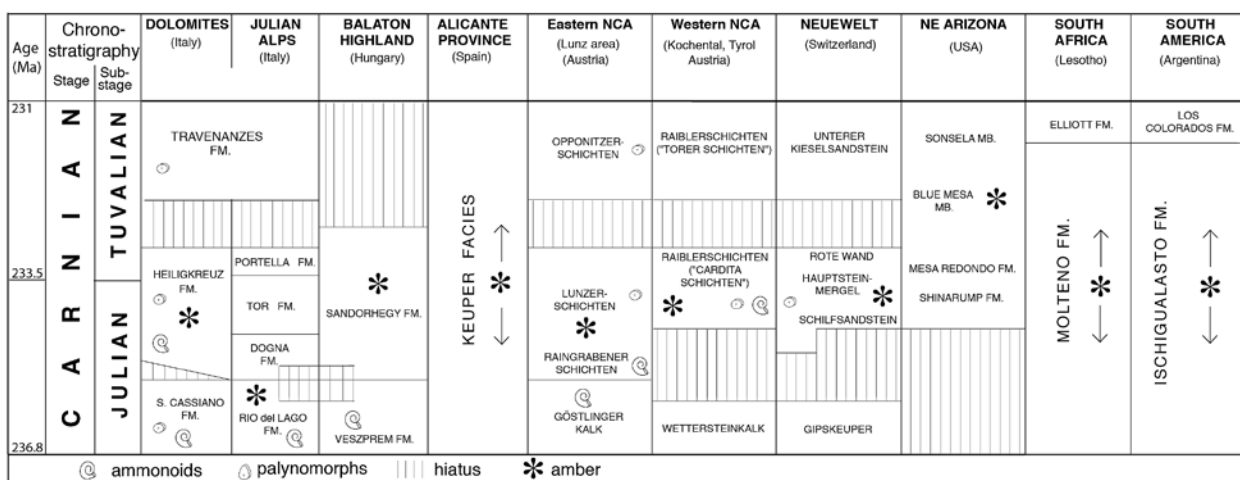 Age
(Ma)
Chrono-
stratigraphy
Stage
Sub-
stage
DOLOMITES
(Italy)
JULIAN
ALPS
(Italy)
BALATON
HIGHLAND
(Hungary)
ALICANTE
PROVINCE
(Spain)
Eastern NCA
(Lunz area)
(Austria)
Western NCA
(Kochental, Tyrol
Austria)
NEUEWELT
(Switzerland)
NE ARIZONA
(USA)
SOUTH
AFRICA
(Lesotho)
SOUTH
AMERICA
(Argentina)
231
233.5
236.8
CARNIAN
TUVALIAN
JULIAN
TRAVENANZES
FM.
HEILIGKREUZ
FM.
S. CASSIANO
FM.
PORTELLA FM.
TOR FM.
DOGNA
FM.
RIO del LAGO
FM.
SANDORHEGY FM.
VESZPREM FM.
KEUPER FACIES
OPPONITZER-
SCHICHTEN
LUNZER-
SCHICHTEN
RAINGRABENER
SCHICHTEN
GÖSTLINGER
KALK
RAIBLERSCHICHTEN
("TORER SCHICHTEN")
RAIBLERSCHICHTEN
("CARDITA
SCHICHTEN")
WETTERSTEINKALK
UNTERER
KIESELSANDSTEIN
ROTE WAND
HAUPTSTEIN-
MERGEL
SCHILFSANDSTEIN
GIPSKEUPER
SONSELA MB.
BLUE MESA
MB.
MESA REDONDO FM.
SHINARUMP FM.
ELLIOTT FM.
MOLTENO FM.
LOS
COLORADOS FM.
ISCHIGUALASTO FM.
ammonoids
palynomorphs
hiatus
amber